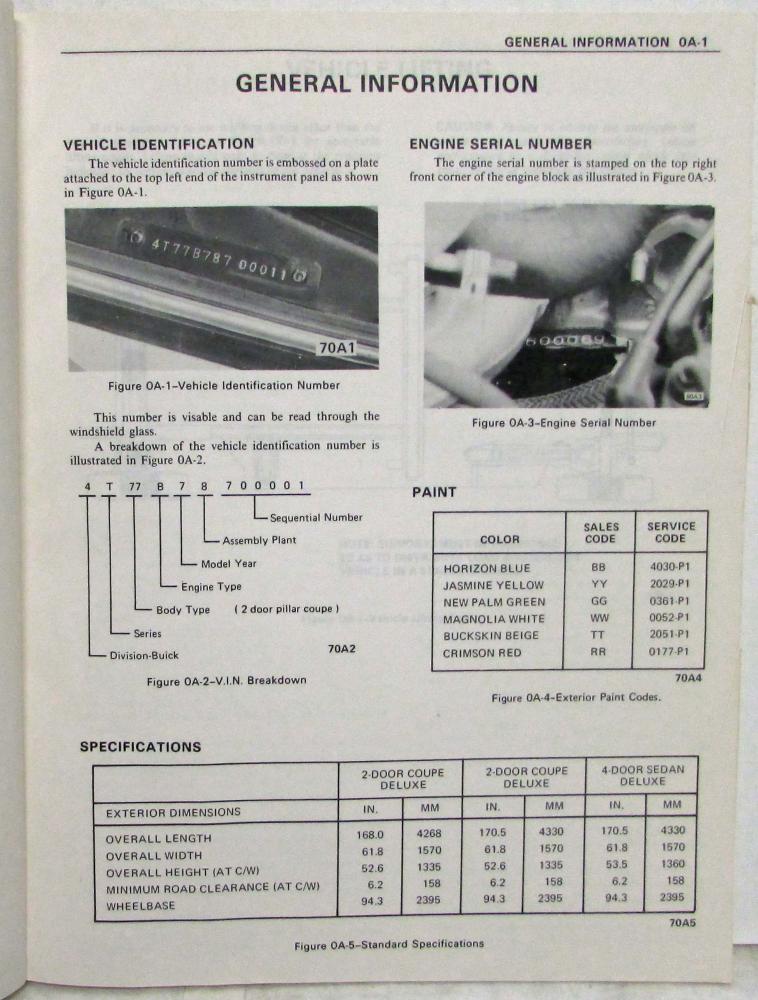 GENERAL INFORMATION 0A-1
GENERAL INFORMATION
VEHICLE IDENTIFICATION
The vehicle identification number is embossed on a plate
attached to the top left end of the instrument panel as shown
in Figure 0A-1.
4T77B787 00011
70A1
Figure 0A-1–Vehicle Identification Number
This number is visable and can be read through the
windshield glass.
A breakdown of the vehicle identification number is
illustrated in Figure 0A-2.
4 T 77 B 7 8 7 0 0 0 0 1
Sequential Number
Assembly Plant
Model Year
Engine Type
Body Type ( 2 door pillar coupe )
Series
Division-Buick
70A2
Figure 0A-2–V.I.N. Breakdown
ENGINE SERIAL NUMBER
The engine serial number is stamped on the top right
front corner of the engine block as illustrated in Figure 0A-3.
600069
80A3
Figure 0A-3–Engine Serial Number
PAINT
COLOR SALES CODE SERVICE CODE
HORIZON BLUE BB 4030-P1
JASMINE YELLOW YY 2029-P1
NEW PALM GREEN GG 0361-P1
MAGNOLIA WHITE WW 0052-P1
BUCKSKIN BEIGE TT 2051-P1
CRIMSON RED RR 0177-P1
70A4
Figure 0A-4–Exterior Paint Codes.
SPECIFICATIONS
2-DOOR COUPE DELUXE 2-DOOR COUPE DELUXE 4-DOOR SEDAN DELUXE
EXTERIOR DIMENSIONS IN. MM IN. MM IN. MM
OVERALL LENGTH 168.0 4268 170.5 4330 170.5 4330
OVERALL WIDTH 61.8 1570 61.8 1570 61.8 1570
OVERALL HEIGHT (AT C/W) 52.6 1335 52.6 1335 53.5 1360
MINIMUM ROAD CLEARANCE (AT C/W) 6.2 158 6.2 158 6.2 158
WHEELBASE 94.3 2395 94.3 2395 94.3 2395
70A5
Figure 0A-5–Standard Specifications